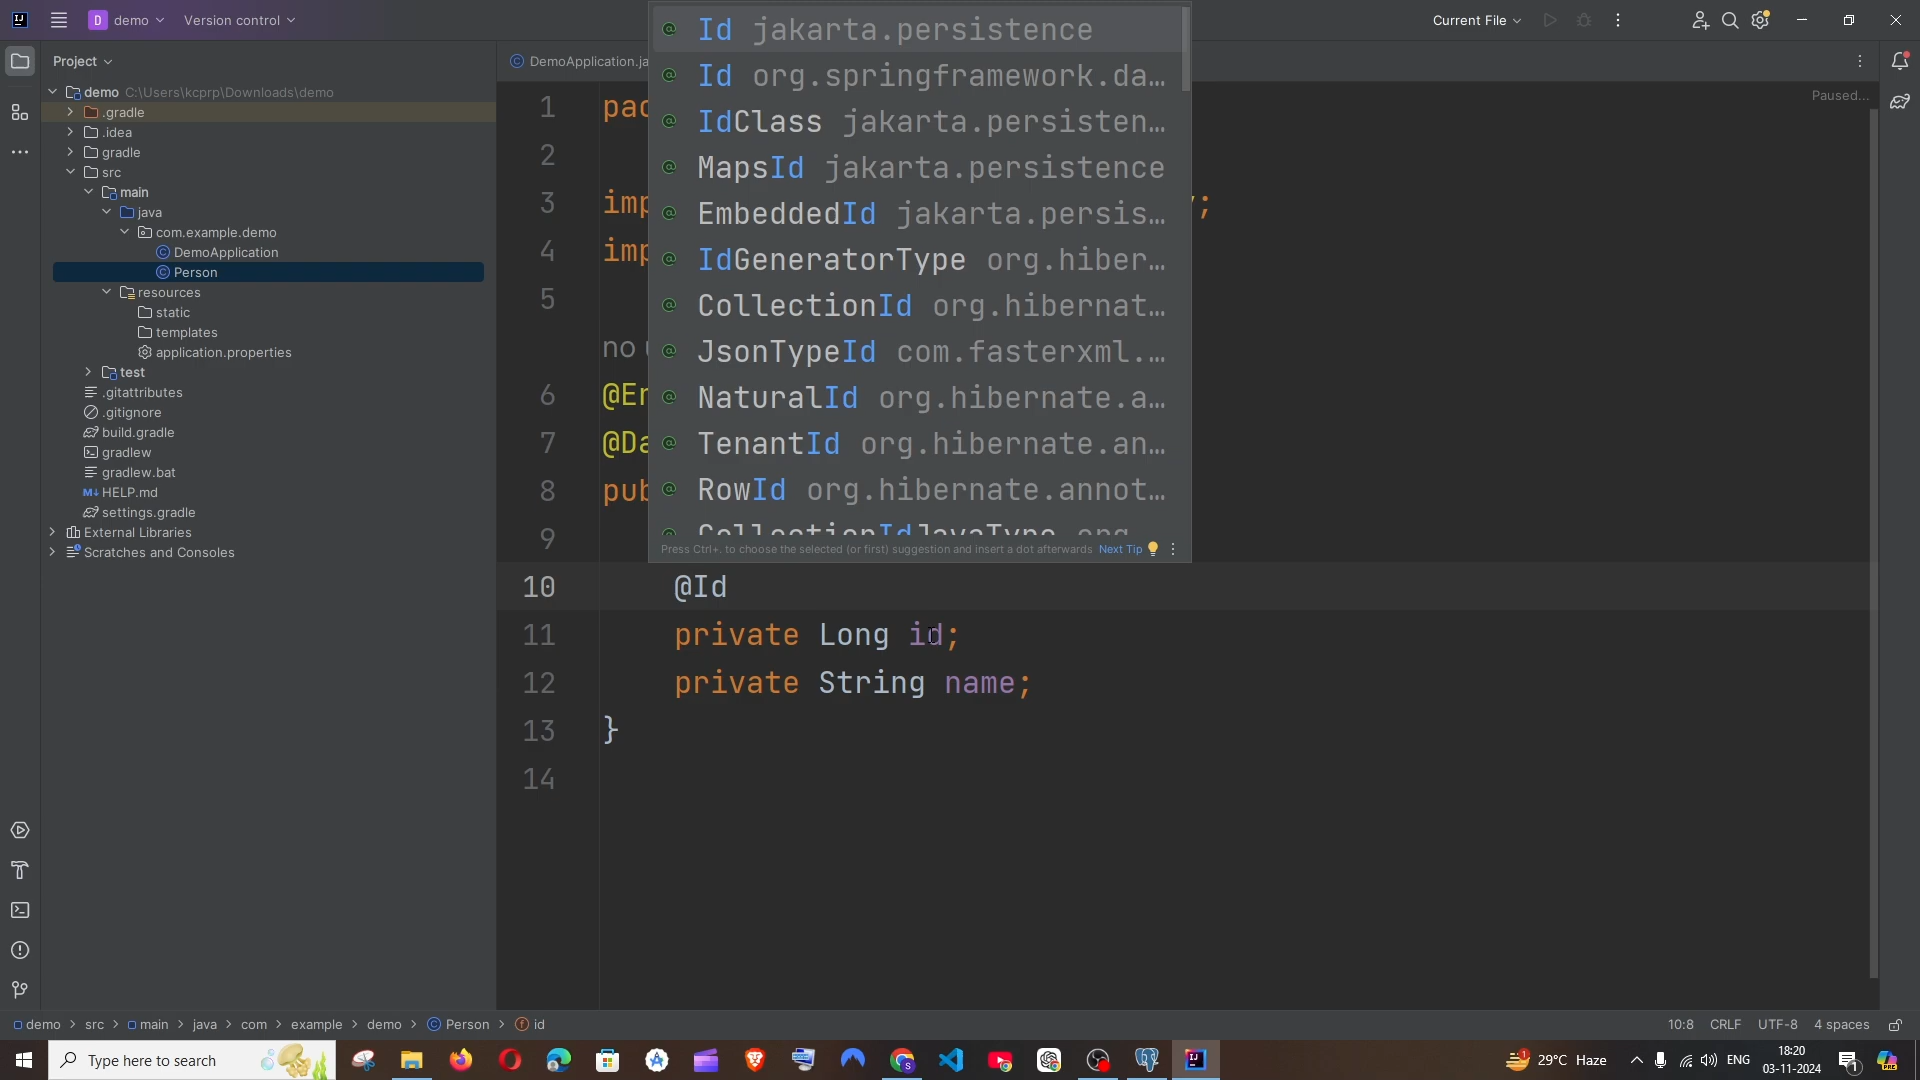 D demo
Version control
Current File
Project
demo C:\Users\kcprp\Downloads\demo
.gradle
.idea
gradle
src
main
java
com.example.demo
DemoApplication
Person
resources
static
templates
application.properties
test
.gitattributes
.gitignore
build.gradle
gradlew
gradlew.bat
HELP.md
settings.gradle
External Libraries
Scratches and Consoles
DemoApplication.ja
Paused...
Id jakarta.persistence
Id org.springframework.da…
IdClass jakarta.persisten…
MapsId jakarta.persistence
EmbeddedId jakarta.persis…
IdGeneratorType org.hiber…
CollectionId org.hibernat…
JsonTypeId com.fasterxml.…
NaturalId org.hibernate.a…
TenantId org.hibernate.an…
RowId org.hibernate.annot…
CollectionIdJavaType org
Press Ctrl+. to choose the selected (or first) suggestion and insert a dot afterwards Next Tip
1 pac
2
3 imp ;
4 imp
5
no
6 @En
7 @Da
8 pub
9
10 @Id
11 private Long id;
12 private String name;
13 }
14
demo > src > main > java > com > example > demo > Person > id
10:8 CRLF UTF-8 4 spaces
Type here to search
29°C Haze
ENG
18:20
03-11-2024